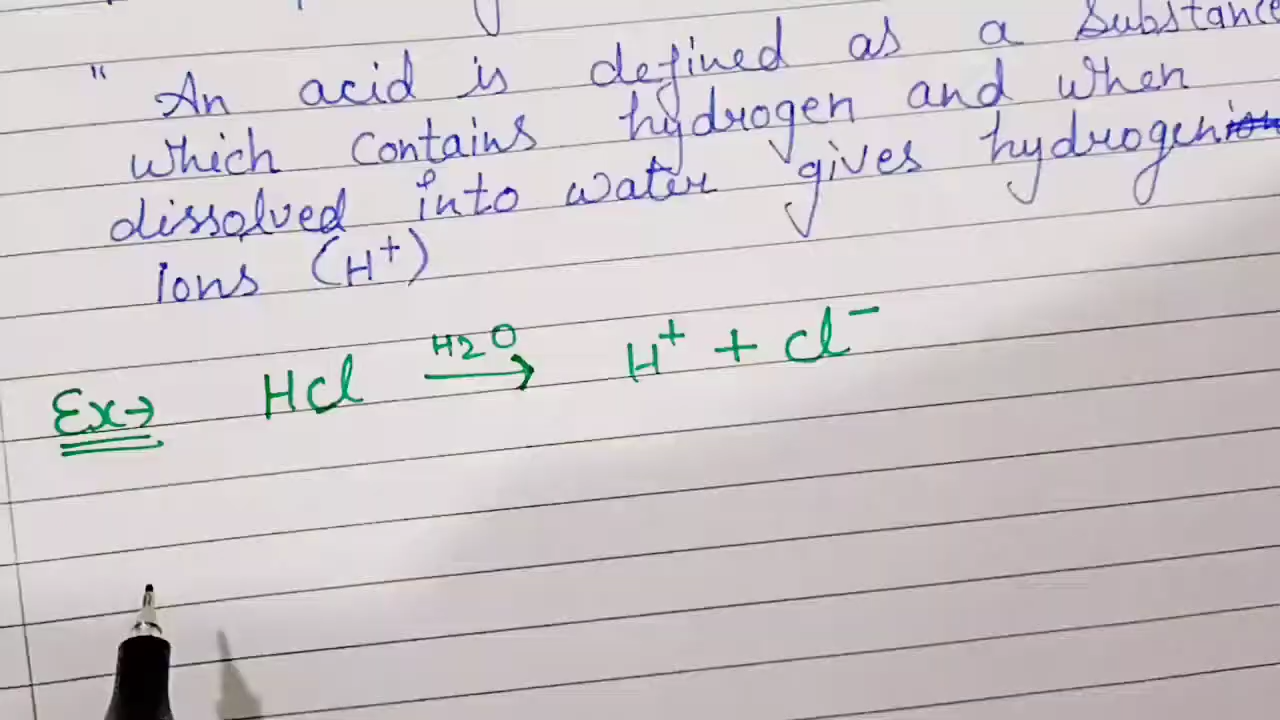 " An acid is defined as a substance
which contains hydrogen and when
dissolved into water gives hydrogen
ions (H⁺)
Ex→ HCl H2O → H⁺ + Cl⁻